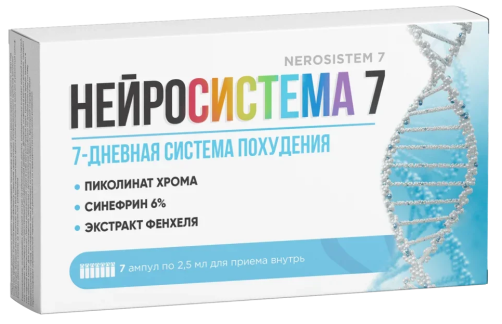 NEROSISTEM 7
НЕЙРОСИСТЕМА 7
7-ДНЕВНАЯ СИСТЕМА ПОХУДЕНИЯ
• ПИКОЛИНАТ ХРОМА
• СИНЕФРИН 6%
• ЭКСТРАКТ ФЕНХЕЛЯ
7 ампул по 2,5 мл для приема внутрь